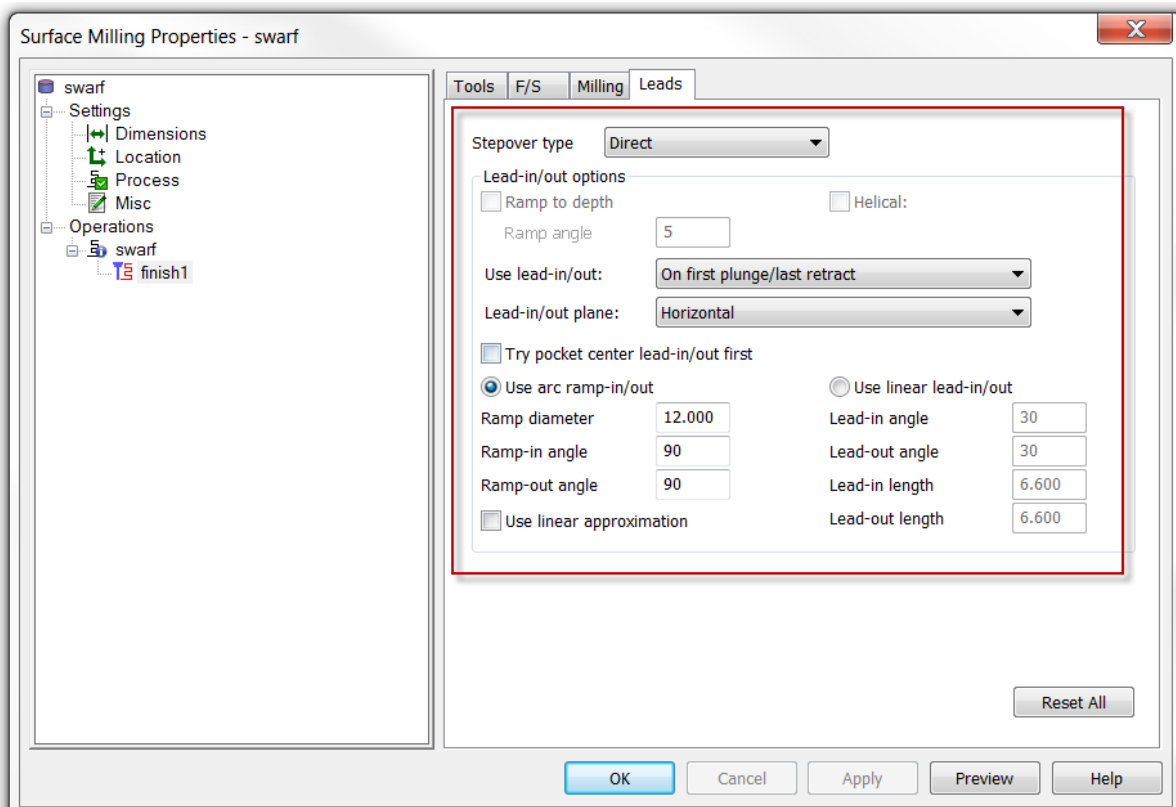 Surface Milling Properties - swarf
X
swarf
Settings
Dimensions
Location
Process
Misc
Operations
swarf
finish1
Tools F/S Milling Leads
Stepover type Direct
Lead-in/out options
Ramp to depth Helical:
Ramp angle 5
Use lead-in/out: On first plunge/last retract
Lead-in/out plane: Horizontal
Try pocket center lead-in/out first
Use arc ramp-in/out Use linear lead-in/out
Ramp diameter 12.000 Lead-in angle 30
Ramp-in angle 90 Lead-out angle 30
Ramp-out angle 90 Lead-in length 6.600
Use linear approximation Lead-out length 6.600
Reset All
OK Cancel Apply Preview Help